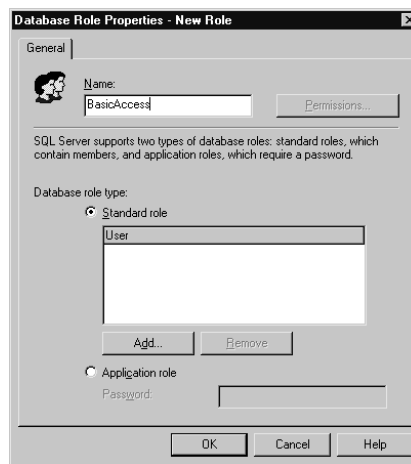 Database Role Properties - New Role
General
Name:
BasicAccess
Permissions...
SQL Server supports two types of database roles: standard roles, which
contain members, and application roles, which require a password.
Database role type:
Standard role
User
Add... Remove
Application role
Password:
OK Cancel Help